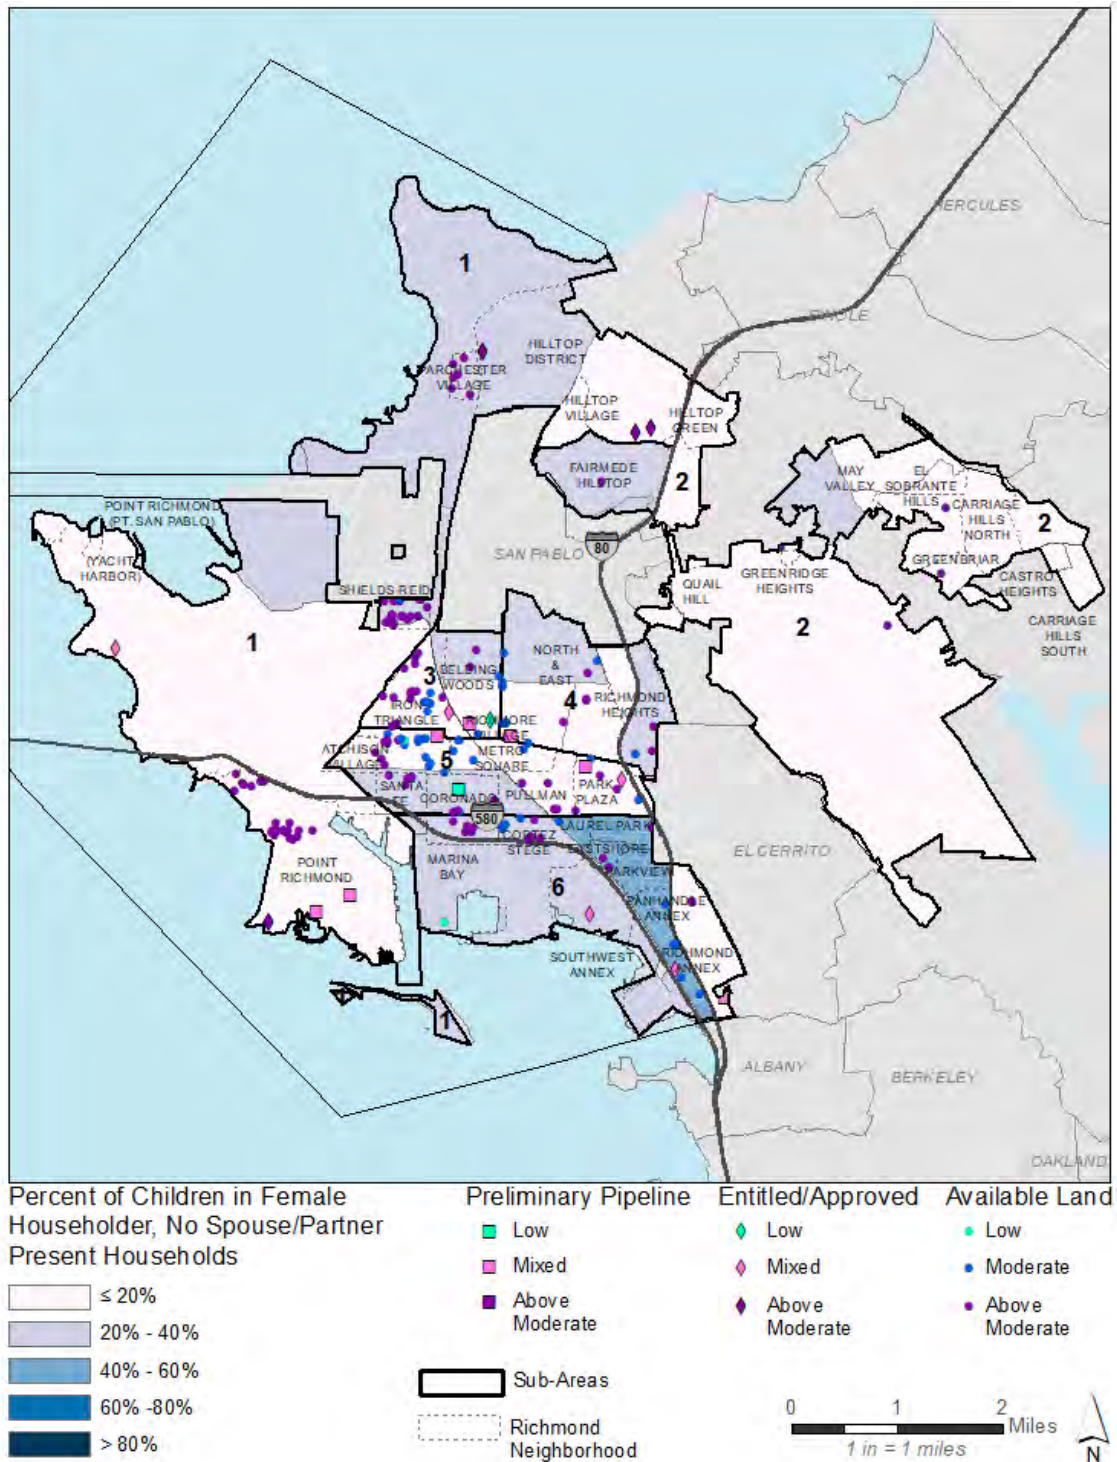 HERCULES
PINOLE
1
HILLTOP
DISTRICT
PARCHESTER
VILLAGE
HILLTOP
VILLAGE
HILLTOP
GREEN
FAIRMEDE
HILLTOP
2
MAY
VALLEY
EL
SOBRANTE
HILLS
CARRIAGE
HILLS
NORTH
2
POINT RICHMOND
(PT. SAN PABLO)
SAN PABLO
80
(YACHT
HARBOR)
SHIELDS-REID
QUAIL
HILL
GREENRIDGE
HEIGHTS
GREENBRIAR
CASTRO
HEIGHTS
CARRIAGE
HILLS
SOUTH
1
2
3
BELDING
WOODS
NORTH
&
EAST
4
RICHMOND
HEIGHTS
IRON
TRIANGLE
RICHMORE
VILLAGE
ATCHISON
VILLAGE
5
METRO
SQUARE
SANTA
FE
CORONADO
PULLMAN
PARK
PLAZA
580
CORTEZ
STEGE
LAUREL PARK
EASTSHORE
PARKVIEW
EL CERRITO
POINT
RICHMOND
MARINA
BAY
6
PANHANDLE
ANNEX
SOUTHWEST
ANNEX
RICHMOND
ANNEX
1
ALBANY
BERKELEY
OAKLAND
Percent of Children in Female
Householder, No Spouse/Partner
Present Households
≤ 20%
20% - 40%
40% - 60%
60% -80%
> 80%
Preliminary Pipeline
Low
Mixed
Above
Moderate
Entitled/Approved
Low
Mixed
Above
Moderate
Available Land
Low
Moderate
Above
Moderate
Sub-Areas
Richmond
Neighborhood
0 1 2
Miles
1 in = 1 miles
N